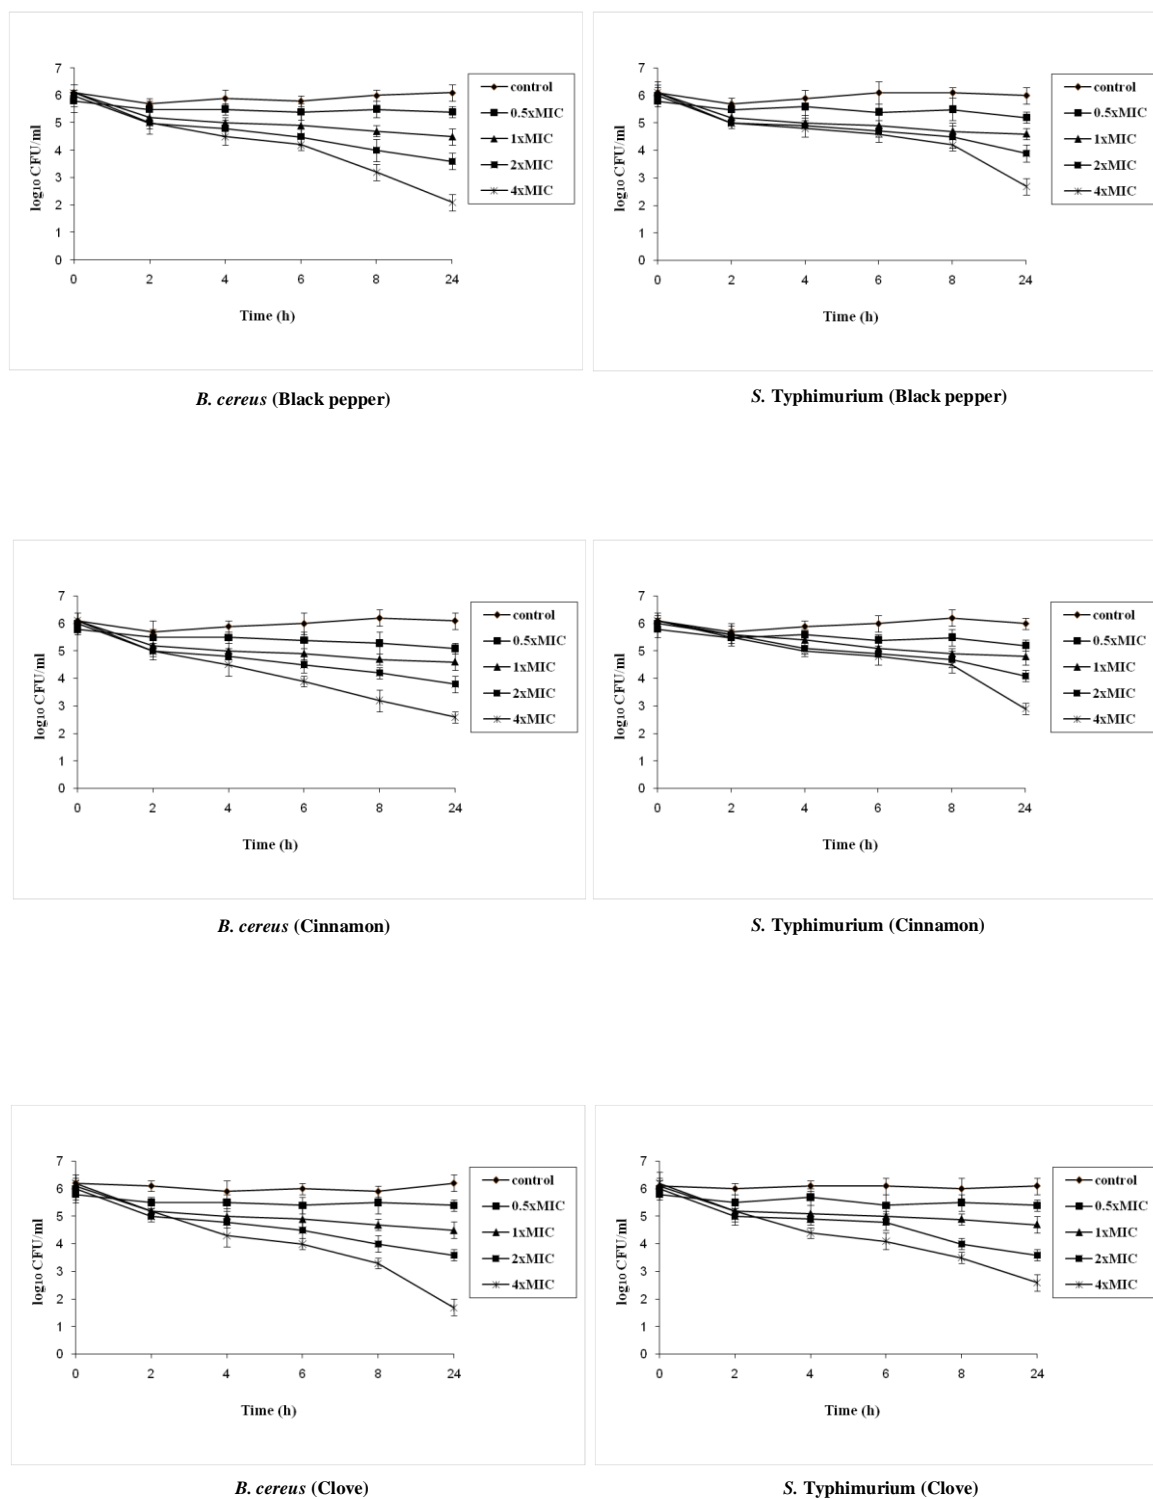 7
6
5
4
3
2
1
0
log10 CFU/ml
0 2 4 6 8 24
Time (h)
control
0.5xMIC
1xMIC
2xMIC
4xMIC
B. cereus (Black pepper)
7
6
5
4
3
2
1
0
log10 CFU/ml
0 2 4 6 8 24
Time (h)
control
0.5xMIC
1xMIC
2xMIC
4xMIC
S. Typhimurium (Black pepper)
7
6
5
4
3
2
1
0
log10 CFU/ml
0 2 4 6 8 24
Time (h)
control
0.5xMIC
1xMIC
2xMIC
4xMIC
B. cereus (Cinnamon)
7
6
5
4
3
2
1
0
log10 CFU/ml
0 2 4 6 8 24
Time (h)
control
0.5xMIC
1xMIC
2xMIC
4xMIC
S. Typhimurium (Cinnamon)
7
6
5
4
3
2
1
0
log10 CFU/ml
0 2 4 6 8 24
Time (h)
control
0.5xMIC
1xMIC
2xMIC
4xMIC
B. cereus (Clove)
7
6
5
4
3
2
1
0
log10 CFU/ml
0 2 4 6 8 24
Time (h)
control
0.5xMIC
1xMIC
2xMIC
4xMIC
S. Typhimurium (Clove)